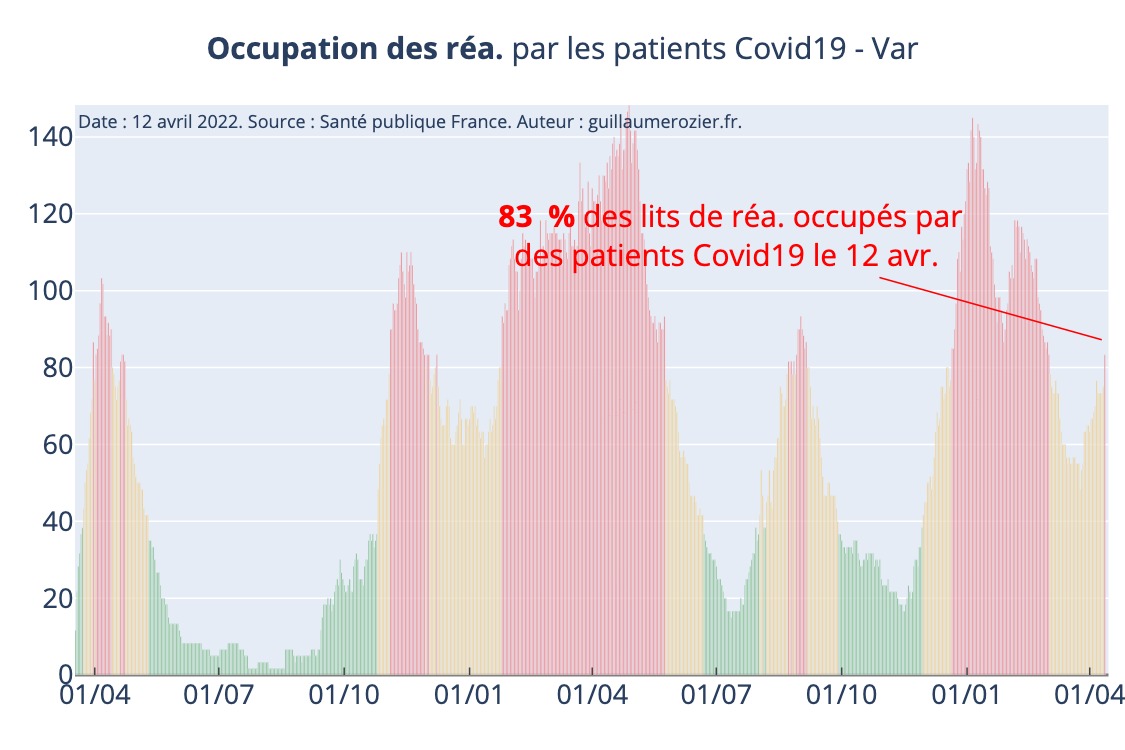 Occupation des réa. par les patients Covid19 - Var
Date : 12 avril 2022. Source : Santé publique France. Auteur : guillaumerozier.fr.
140
120
83 % des lits de réa. occupés par
des patients Covid19 le 12 avr.
100
80
60
40
20
0
01/04 01/07 01/10 01/01 01/04 01/07 01/10 01/01 01/04